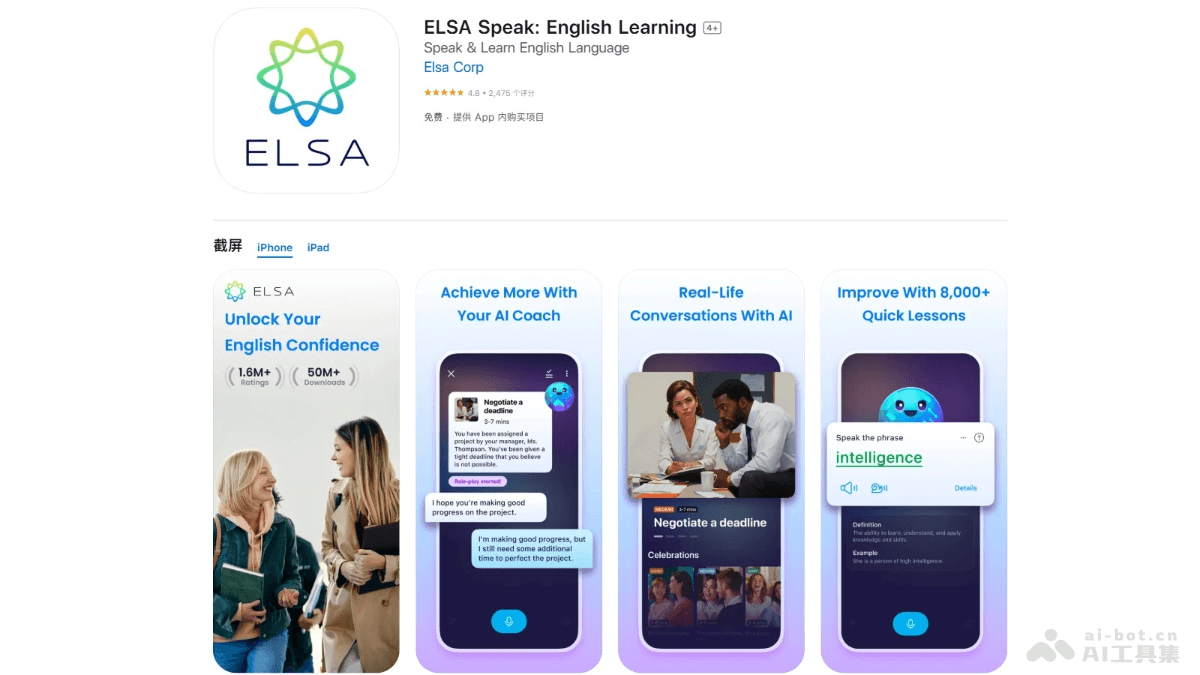 ELSA Speak: English Learning 4+
Speak & Learn English Language
Elsa Corp
4.8 • 2,475 个评分
免费 · 提供 App 内购买项目
ELSA
截屏 iPhone iPad
ELSA
Unlock Your
English Confidence
1.6M+
Ratings
50M+
Downloads
Achieve More With
Your AI Coach
Negotiate a
deadline
3-7 mins
You have been assigned a
project by your manager, Ms.
Thompson. You've been given a
tight deadline that you believe
is not possible.
Role-play started!
I hope you're making good
progress on the project.
I'm making good progress, but
I still need some additional
time to perfect the project.
Real-Life
Conversations With AI
MEDIUM 3-7 mins
Negotiate a deadline
Celebrations
Improve With 8,000+
Quick Lessons
Speak the phrase
intelligence
Details
Definition
The ability to learn, understand, and apply
knowledge and skills.
Example
She is a person of high intelligence.
ai-bot.cn
AI工具集